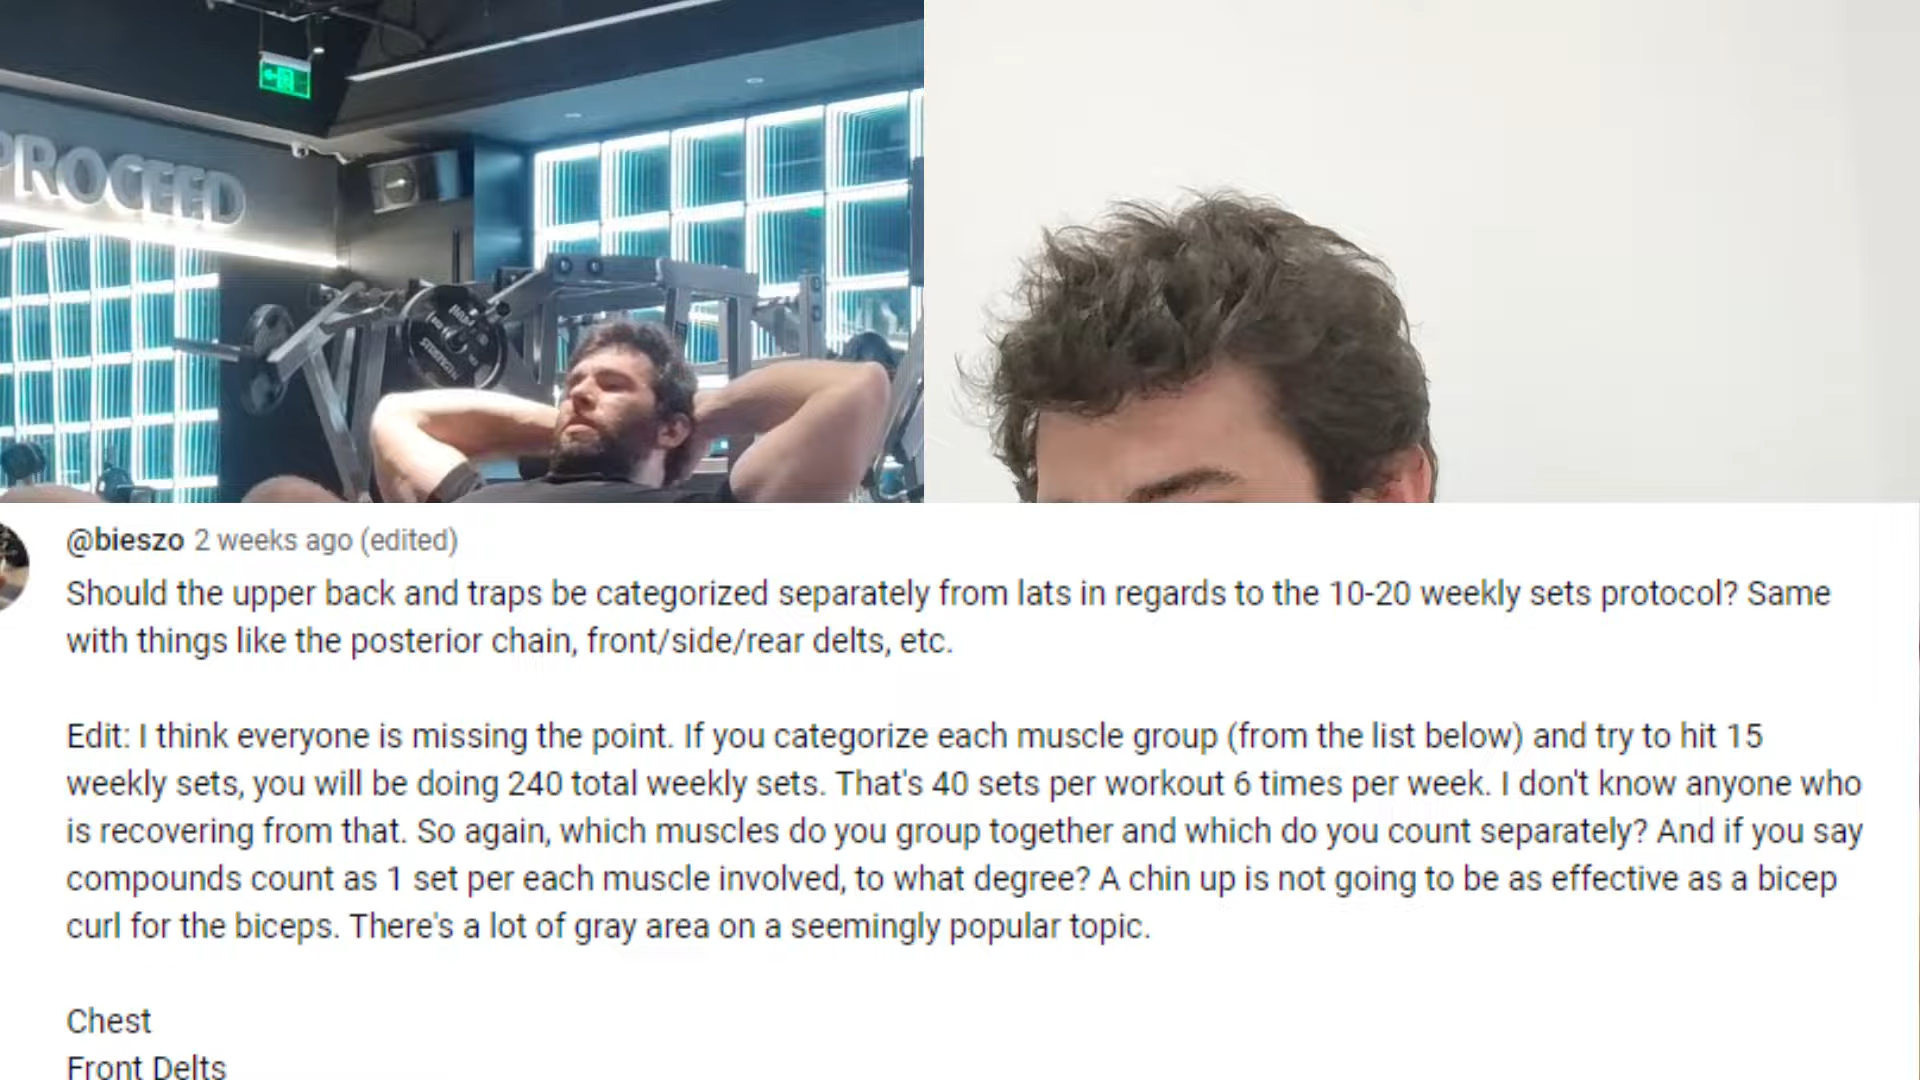 PROCEED
@bieszo 2 weeks ago (edited)
Should the upper back and traps be categorized separately from lats in regards to the 10-20 weekly sets protocol? Same
with things like the posterior chain, front/side/rear delts, etc.
Edit: I think everyone is missing the point. If you categorize each muscle group (from the list below) and try to hit 15
weekly sets, you will be doing 240 total weekly sets. That's 40 sets per workout 6 times per week. I don't know anyone who
is recovering from that. So again, which muscles do you group together and which do you count separately? And if you say
compounds count as 1 set per each muscle involved, to what degree? A chin up is not going to be as effective as a bicep
curl for the biceps. There's a lot of gray area on a seemingly popular topic.
Chest
Front Delts